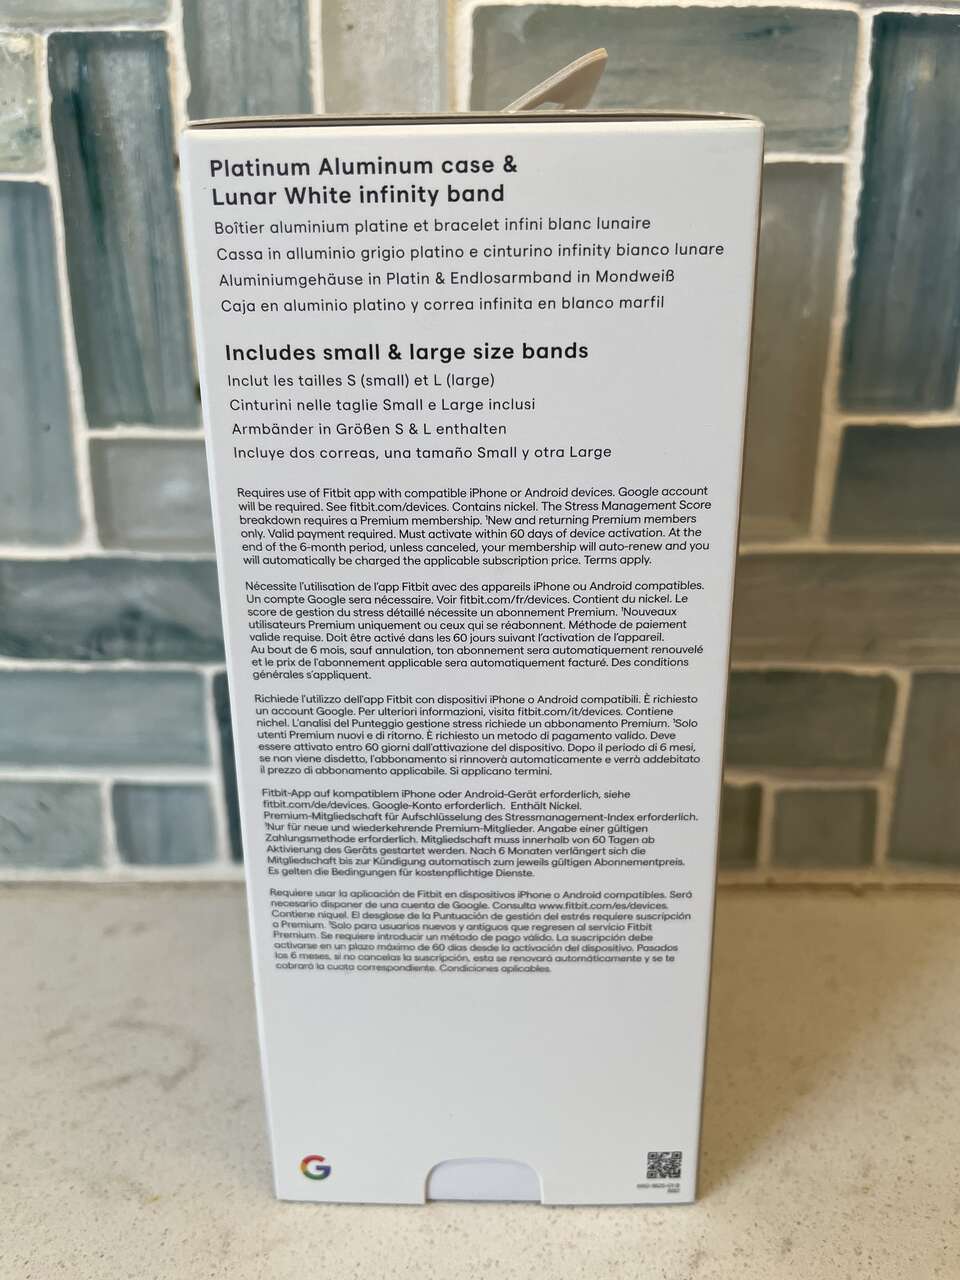 Platinum Aluminum case &
Lunar White infinity band
Boîtier aluminium platine et bracelet infini blanc lunaire
Cassa in alluminio grigio platino e cinturino infinity bianco lunare
Aluminiumgehäuse in Platin & Endlosarmband in Mondweiß
Caja en aluminio platino y correa infinita en blanco marfil
Includes small & large size bands
Inclut les tailles S (small) et L (large)
Cinturini nelle taglie Small e Large inclusi
Armbänder in Größen S & L enthalten
Incluye dos correas, una tamaño Small y otra Large
Requires use of Fitbit app with compatible iPhone or Android devices. Google account
will be required. See fitbit.com/devices. Contains nickel. The Stress Management Score
breakdown requires a Premium membership. ¹New and returning Premium members
only. Valid payment required. Must activate within 60 days of device activation. At
the end of the 6-month period, unless canceled, your membership will auto-renew and you
will automatically be charged the applicable subscription price. Terms apply.
Nécessite l'utilisation de l'app Fitbit avec des appareils iPhone ou Android compatibles.
Un compte Google sera nécessaire. Voir fitbit.com/fr/devices. Contient du nickel. Le
score de gestion du stress détaillé nécessite un abonnement Premium. ¹Nouveaux
utilisateurs Premium uniquement ou ceux qui se réabonnent. Méthode de paiement
valide requise. Doit être activé dans les 60 jours suivant l'activation de l'appareil.
Au bout de 6 mois, sauf annulation, ton abonnement sera automatiquement renouvelé
et le prix de l'abonnement applicable sera automatiquement facturé. Des conditions
générales s'appliquent.
Richiede l'utilizzo dell'app Fitbit con dispositivi iPhone o Android compatibili. È richiesto
un account Google. Per ulteriori informazioni, visita fitbit.com/it/devices. Contiene
nichel. L'analisi del Punteggio gestione stress richiede un abbonamento Premium. ¹Solo
utenti Premium nuovi e di ritorno. È richiesto un metodo di pagamento valido. Deve
essere attivato entro 60 giorni dall'attivazione del dispositivo. Dopo il periodo di 6 mesi,
se non viene disdetto, l'abbonamento si rinnoverà automaticamente e verrà addebitato
il prezzo di abbonamento applicabile. Si applicano termini.
Fitbit-App auf kompatiblem iPhone oder Android-Gerät erforderlich, siehe
fitbit.com/de/devices. Google-Konto erforderlich. Enthält Nickel.
Premium-Mitgliedschaft für Aufschlüsselung des Stressmanagement-Index erforderlich.
¹Nur für neue und wiederkehrende Premium-Mitglieder. Angabe einer gültigen
Zahlungsmethode erforderlich. Mitgliedschaft muss innerhalb von 60 Tagen ab
Aktivierung des Geräts gestartet werden. Nach 6 Monaten verlängert sich die
Mitgliedschaft bis zur Kündigung automatisch zum jeweils gültigen Abonnementpreis.
Es gelten die Bedingungen für kostenpflichtige Dienste.
Requiere usar la aplicación de Fitbit en dispositivos iPhone o Android compatibles. Será
necesario disponer de una cuenta de Google. Consulta www.fitbit.com/es/devices.
Contiene níquel. El desglose de la Puntuación de gestión del estrés requiere suscripción
a Premium. ¹Solo para usuarios nuevos y antiguos que regresen al servicio Fitbit
Premium. Se requiere introducir un método de pago válido. La suscripción debe
activarse en un plazo máximo de 60 días desde la activación del dispositivo. Pasados
los 6 meses, si no cancelas la suscripción, esta se renovará automáticamente y se te
cobrará la cuota correspondiente. Condiciones aplicables.
G